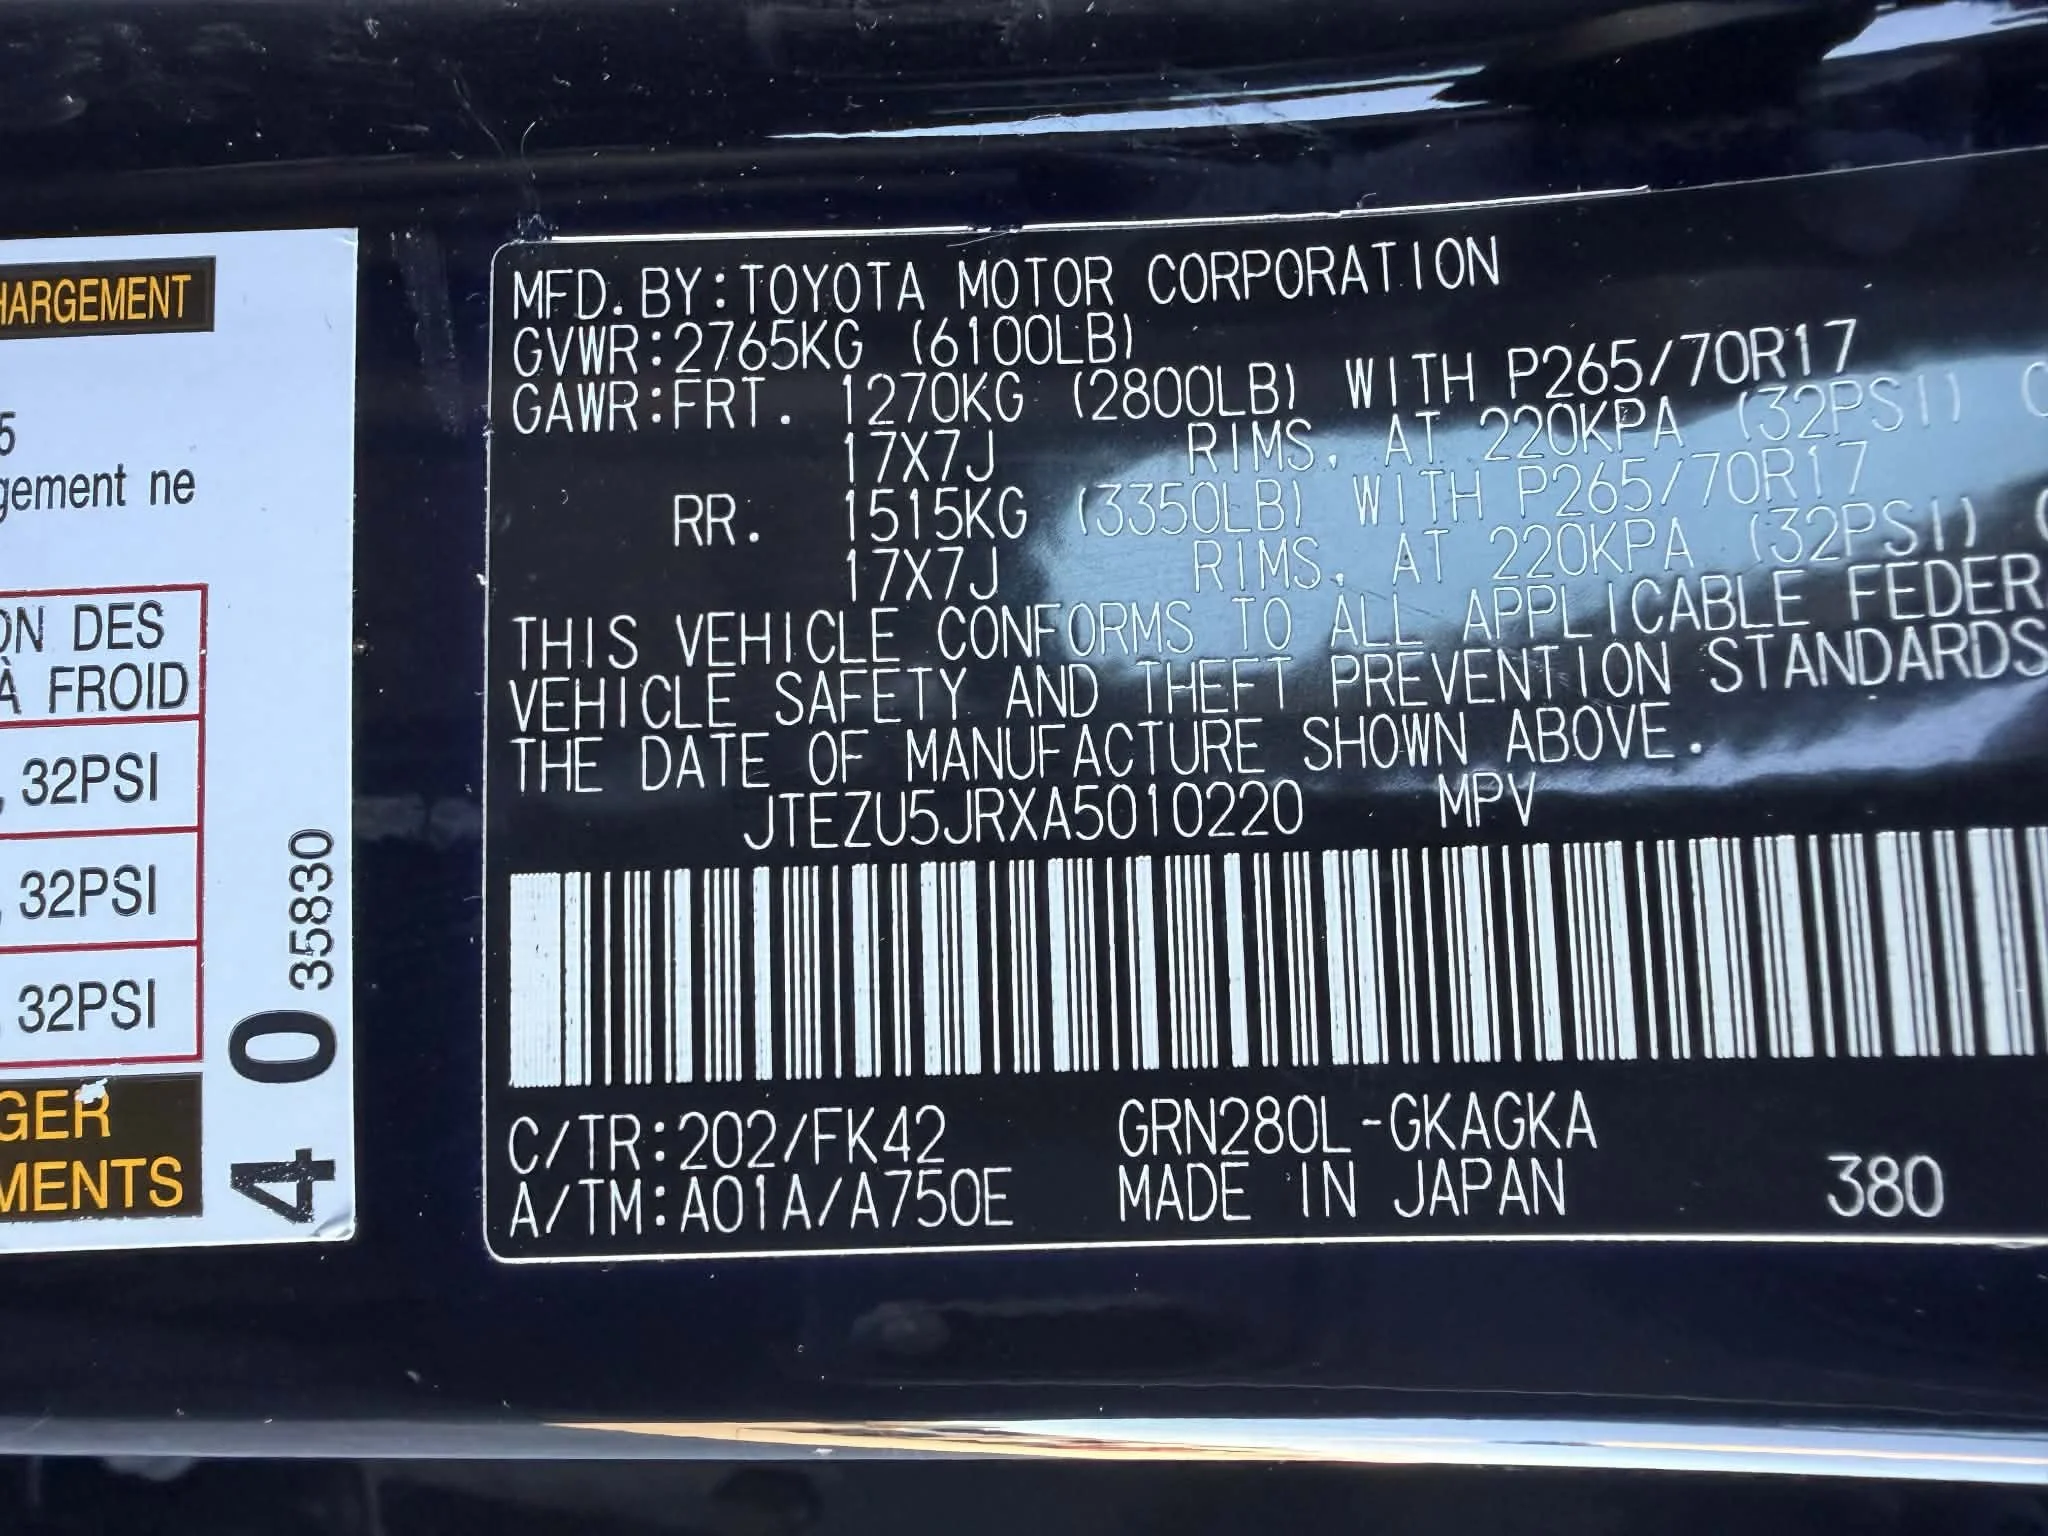 HARGEMENT
5
gement ne
ON DES
À FROID
, 32PSI
, 32PSI
, 32PSI
GER
MENTS
40 35830
MFD.BY:TOYOTA MOTOR CORPORATION
GVWR:2765KG (6100LB)
GAWR:FRT. 1270KG (2800LB) WITH P265/70R17
17X7J RIMS, AT 220KPA (32PSI) C
RR. 1515KG (3350LB) WITH P265/70R17
17X7J RIMS, AT 220KPA (32PSI) C
THIS VEHICLE CONFORMS TO ALL APPLICABLE FEDERA
VEHICLE SAFETY AND THEFT PREVENTION STANDARDS
THE DATE OF MANUFACTURE SHOWN ABOVE.
JTEZU5JRXA5010220 MPV
C/TR:202/FK42 GRN280L-GKAGKA
A/TM:A01A/A750E MADE IN JAPAN 380